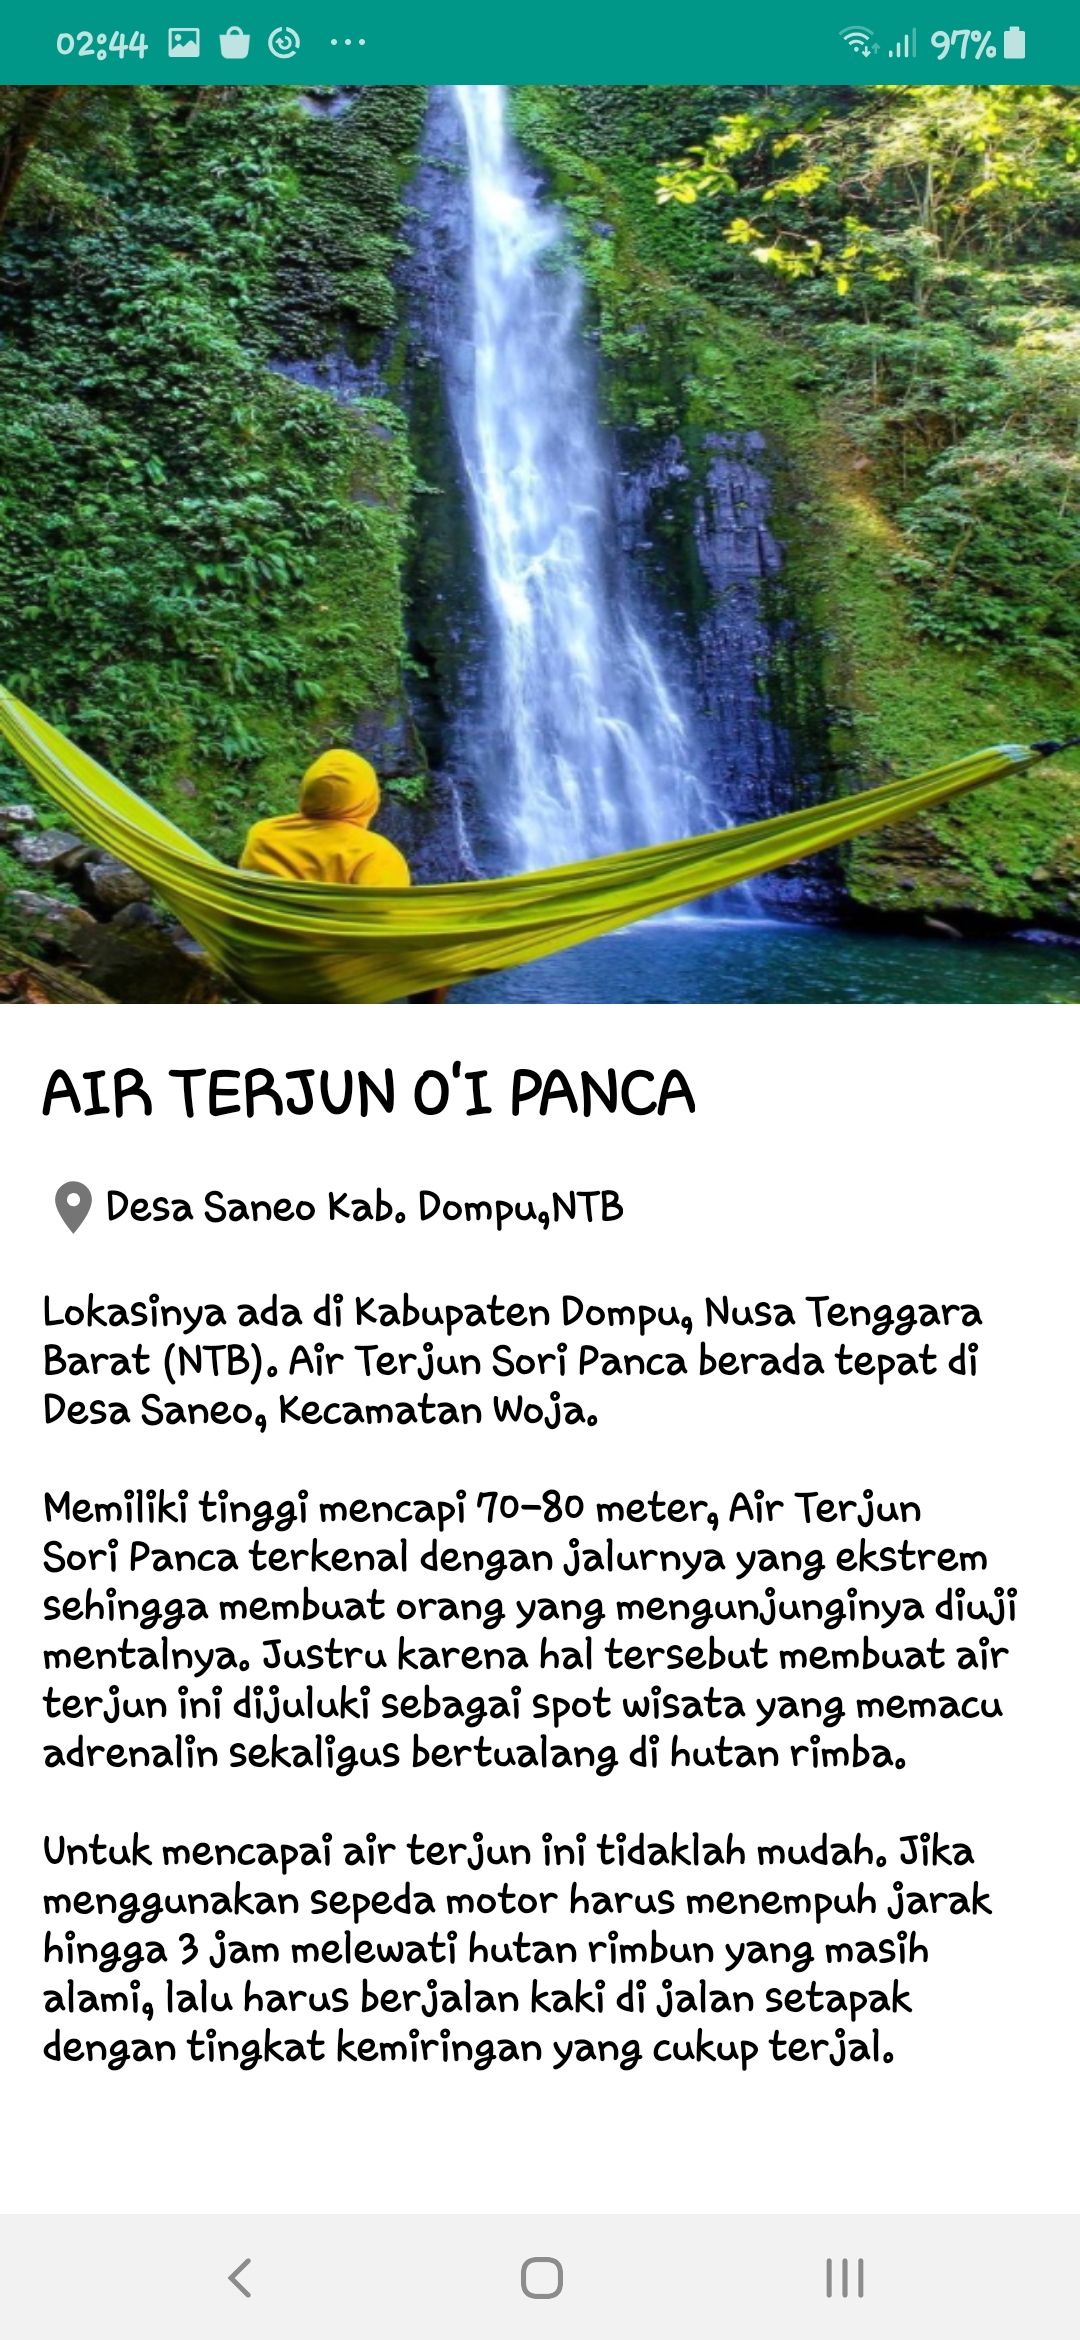 02:44
97%
AIR TERJUN O'I PANCA
Desa Saneo Kab. Dompu,NTB
Lokasinya ada di Kabupaten Dompu, Nusa Tenggara
Barat (NTB). Air Terjun Sori Panca berada tepat di
Desa Saneo, Kecamatan Woja.
Memiliki tinggi mencapi 70-80 meter, Air Terjun
Sori Panca terkenal dengan jalurnya yang ekstrem
sehingga membuat orang yang mengunjunginya diuji
mentalnya. Justru karena hal tersebut membuat air
terjun ini dijuluki sebagai spot wisata yang memacu
adrenalin sekaligus bertualang di hutan rimba.
Untuk mencapai air terjun ini tidaklah mudah. Jika
menggunakan sepeda motor harus menempuh jarak
hingga 3 jam melewati hutan rimbun yang masih
alami, lalu harus berjalan kaki di jalan setapak
dengan tingkat kemiringan yang cukup terjal.